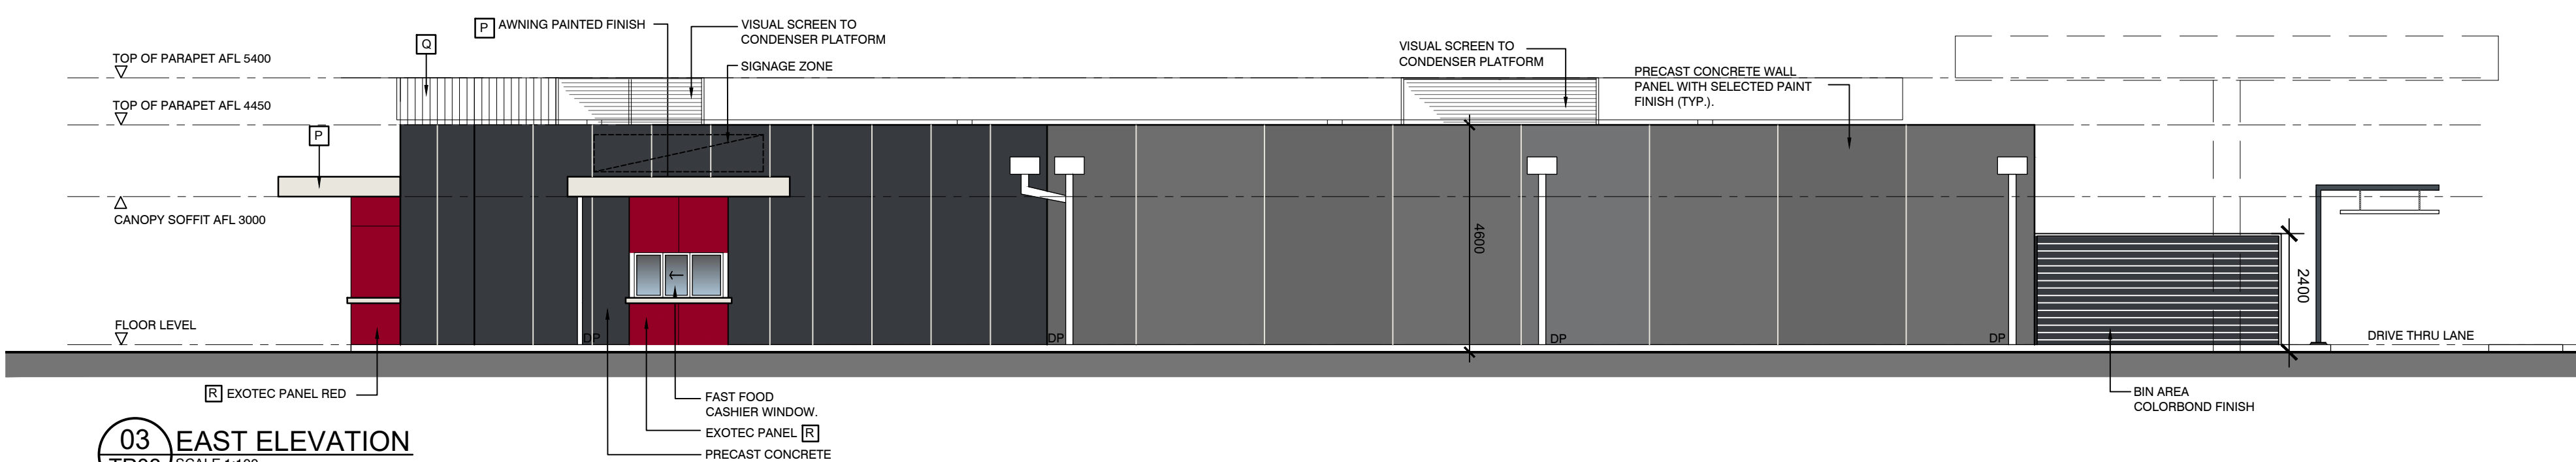 P AWNING PAINTED FINISH
VISUAL SCREEN TO
CONDENSER PLATFORM
Q
SIGNAGE ZONE
VISUAL SCREEN TO
CONDENSER PLATFORM
PRECAST CONCRETE WALL
PANEL WITH SELECTED PAINT
FINISH (TYP.).
TOP OF PARAPET AFL 5400
TOP OF PARAPET AFL 4450
P
CANOPY SOFFIT AFL 3000
4600
2400
FLOOR LEVEL
DP
DP
DP
DP
DRIVE THRU LANE
R EXOTEC PANEL RED
FAST FOOD
CASHIER WINDOW.
EXOTEC PANEL R
PRECAST CONCRETE
BIN AREA
COLORBOND FINISH
03
EAST ELEVATION
SCALE 1:100